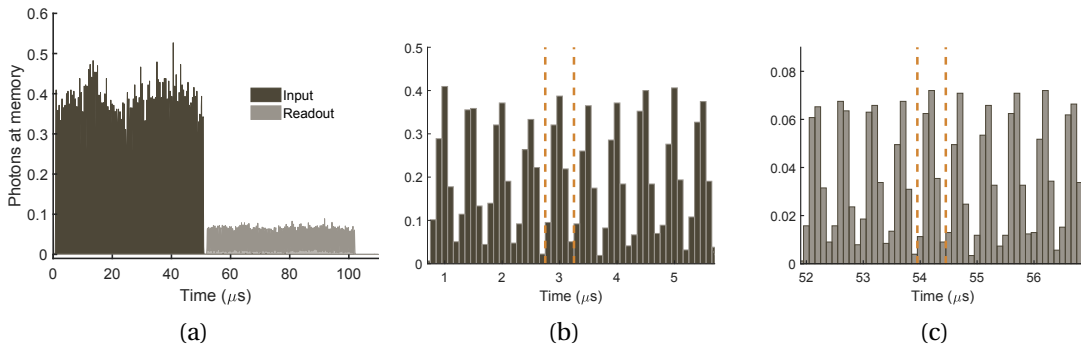 Photons at memory
0.6
0.5
0.4
0.3
0.2
0.1
0
0 20 40 60 80 100
Time (μs)
Input
Readout
(a)
0.5
0.4
0.3
0.2
0.1
0
1 2 3 4 5
Time (μs)
(b)
0.08
0.06
0.04
0.02
0
52 53 54 55 56
Time (μs)
(c)